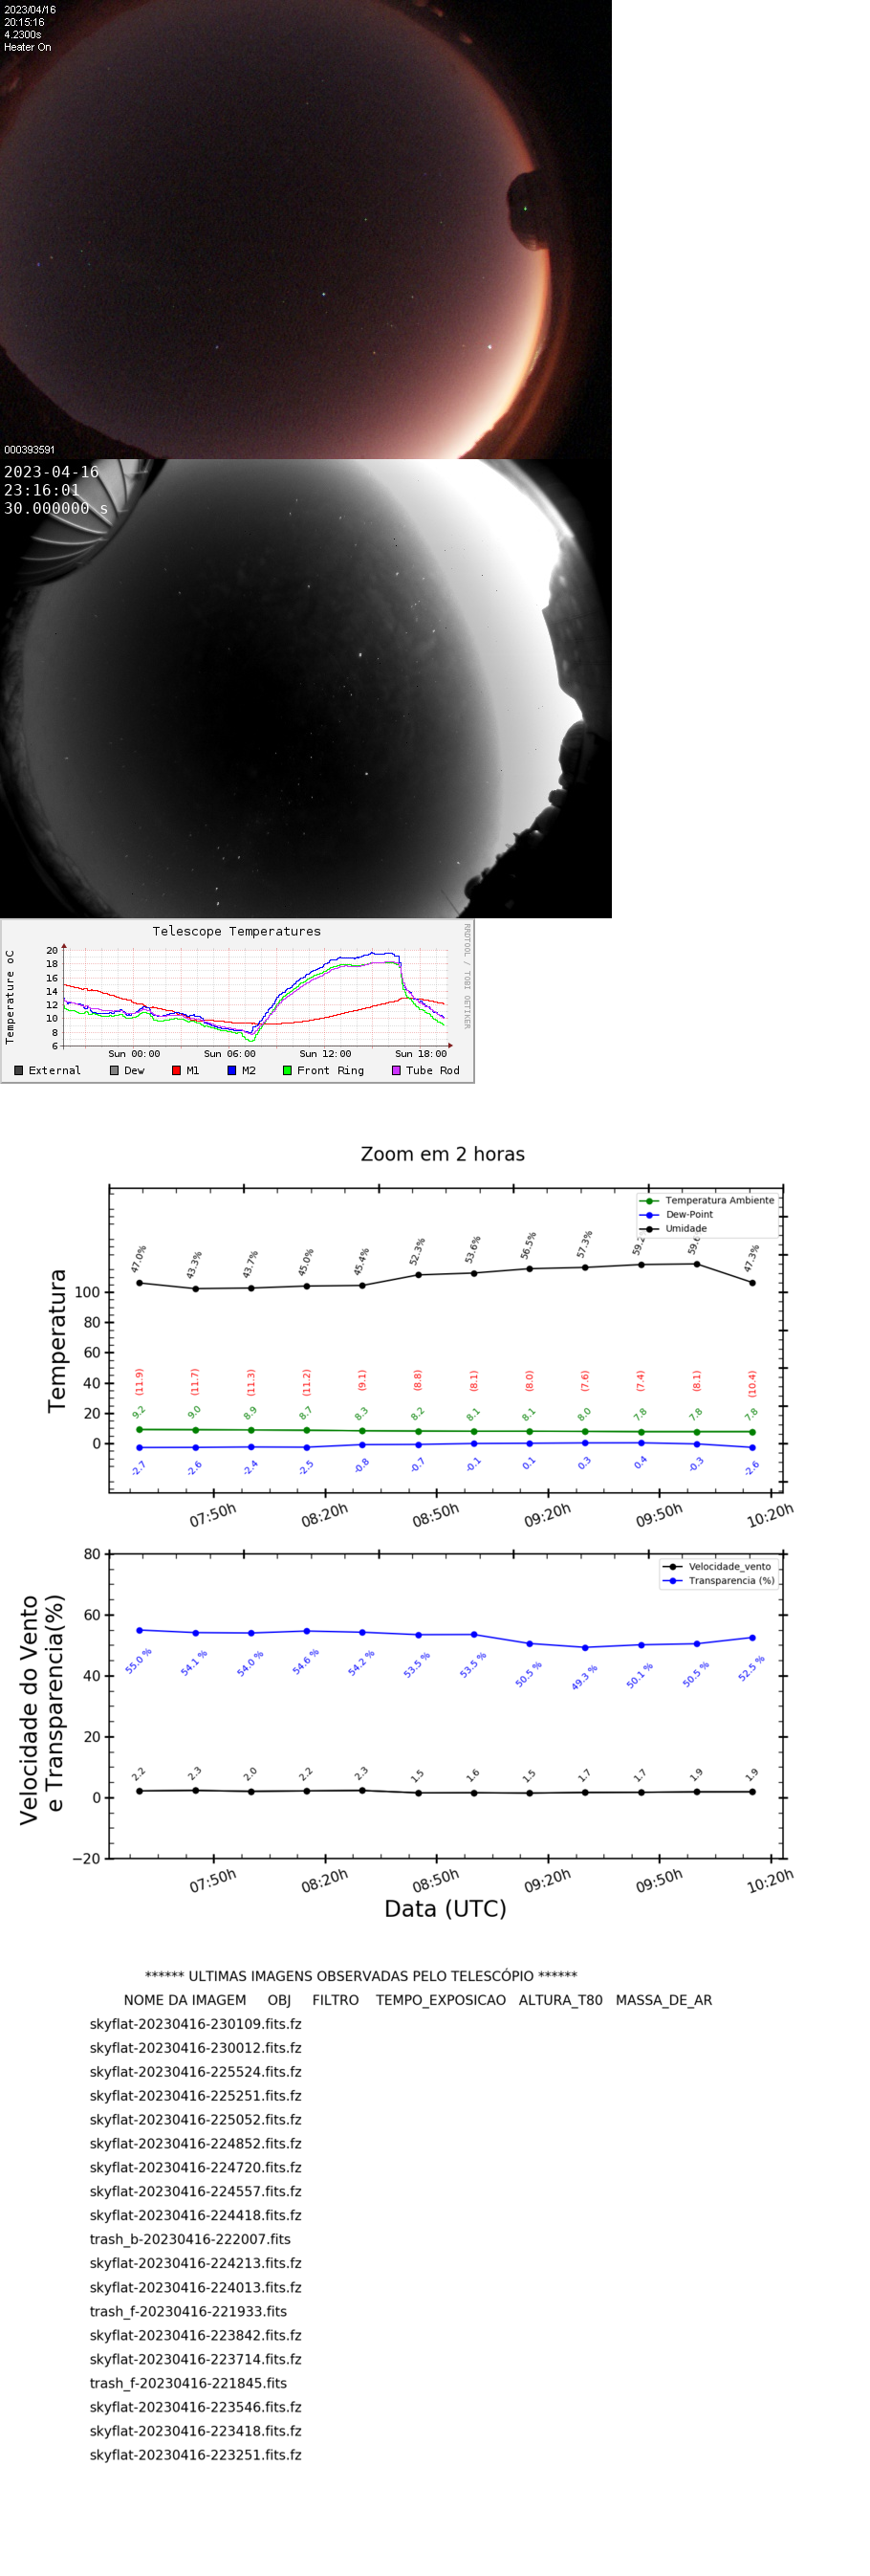 2023/04/16
20:15:16
4.2300s
Heater On
000393591
2023-04-16
23:16:01
30.000000 s
Telescope Temperatures
RRDTOOL / TOBI OETIKER
Temperature oC
20
18
16
14
12
10
8
6
Sun 00:00 Sun 06:00 Sun 12:00 Sun 18:00
External Dew M1 M2 Front Ring Tube Rod
Zoom em 2 horas
Temperatura Ambiente
Dew-Point
Umidade
47.0% 43.3% 43.7% 45.0% 45.4% 52.3% 53.6% 56.5% 57.3% 47.3%
Temperatura
100
80
60
40
20
0
(11.9) (11.7) (11.3) (11.2) (9.1) (8.8) (8.1) (8.0) (7.6) (7.4) (8.1) (10.4)
9.2 9.0 8.9 8.7 8.3 8.2 8.1 8.1 8.0 7.8 7.8 7.8
-2.7 -2.6 -2.4 -2.5 -0.8 -0.7 -0.1 0.1 0.3 0.4 -0.3 -2.6
07:50h 08:20h 08:50h 09:20h 09:50h 10:20h
Velocidade do Vento
e Transparencia(%)
80
60
40
20
0
−20
Velocidade_vento
Transparencia (%)
55.0 % 54.1 % 54.0 % 54.6 % 54.2 % 53.5 % 53.5 % 50.5 % 49.3 % 50.1 % 50.5 % 52.5 %
2.2 2.3 2.0 2.2 2.3 1.5 1.6 1.5 1.7 1.7 1.9 1.9
07:50h 08:20h 08:50h 09:20h 09:50h 10:20h
Data (UTC)
****** ULTIMAS IMAGENS OBSERVADAS PELO TELESCÓPIO ******
NOME DA IMAGEM OBJ FILTRO TEMPO_EXPOSICAO ALTURA_T80 MASSA_DE_AR
skyflat-20230416-230109.fits.fz
skyflat-20230416-230012.fits.fz
skyflat-20230416-225524.fits.fz
skyflat-20230416-225251.fits.fz
skyflat-20230416-225052.fits.fz
skyflat-20230416-224852.fits.fz
skyflat-20230416-224720.fits.fz
skyflat-20230416-224557.fits.fz
skyflat-20230416-224418.fits.fz
trash_b-20230416-222007.fits
skyflat-20230416-224213.fits.fz
skyflat-20230416-224013.fits.fz
trash_f-20230416-221933.fits
skyflat-20230416-223842.fits.fz
skyflat-20230416-223714.fits.fz
trash_f-20230416-221845.fits
skyflat-20230416-223546.fits.fz
skyflat-20230416-223418.fits.fz
skyflat-20230416-223251.fits.fz